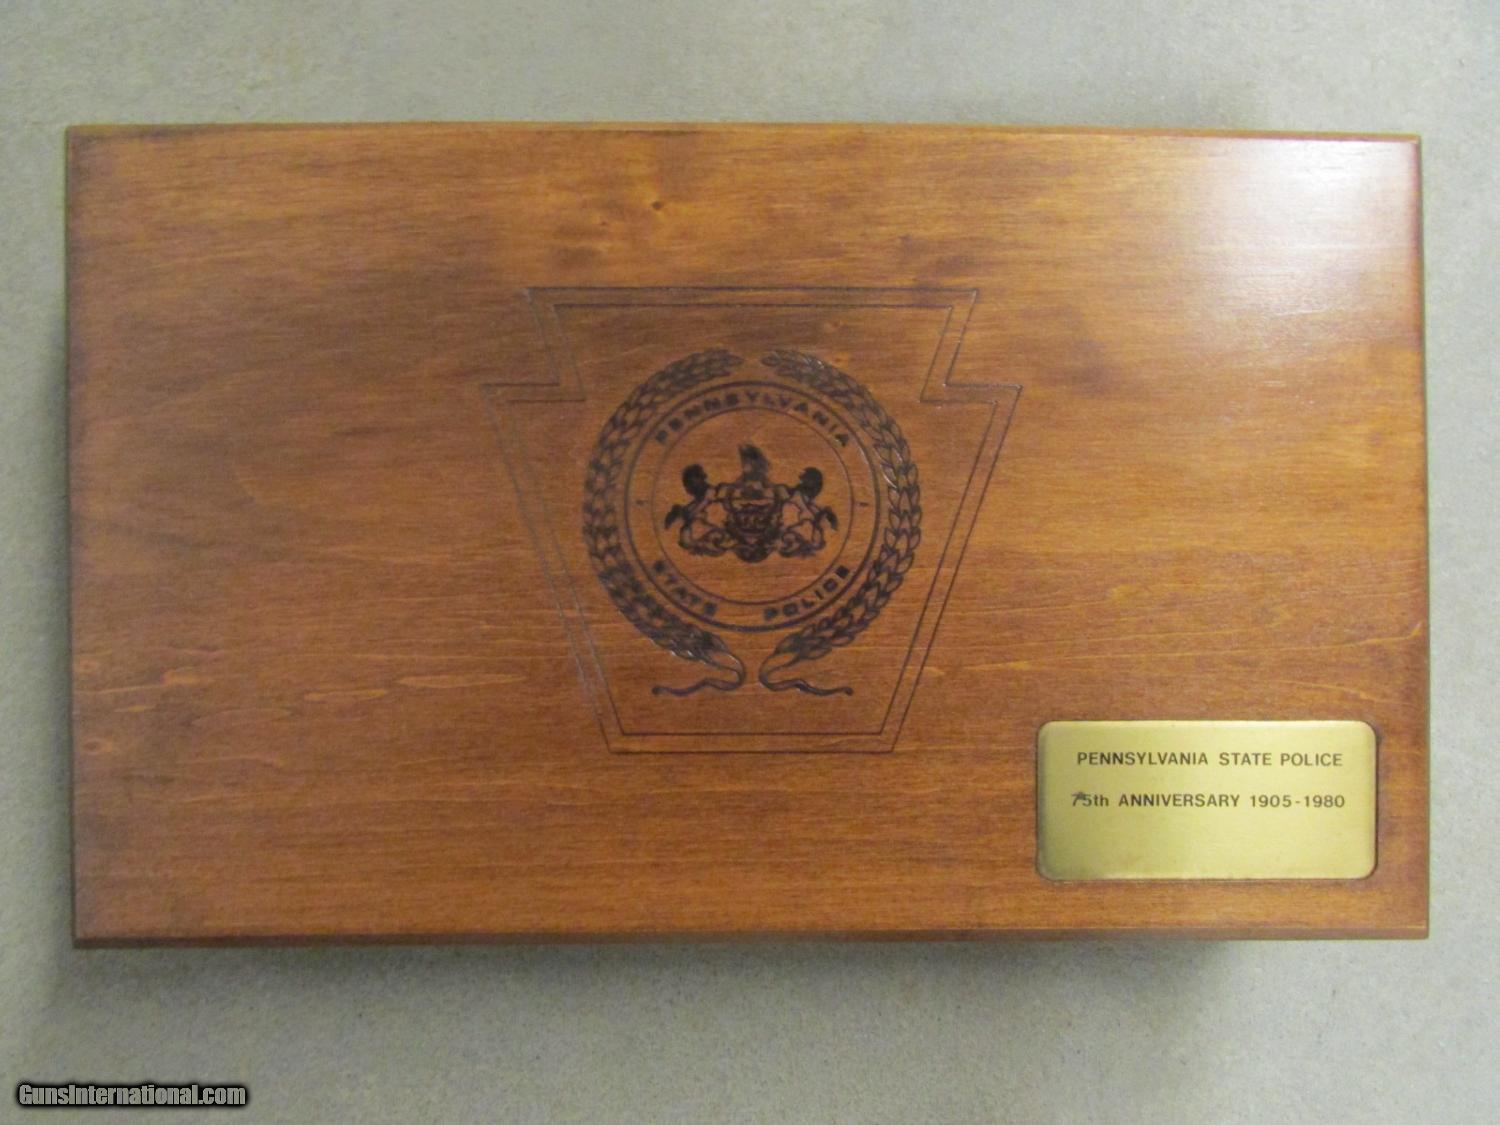 PENNSYLVANIA
STATE POLICE
PENNSYLVANIA STATE POLICE
75th ANNIVERSARY 1905-1980
GunsInternational.com